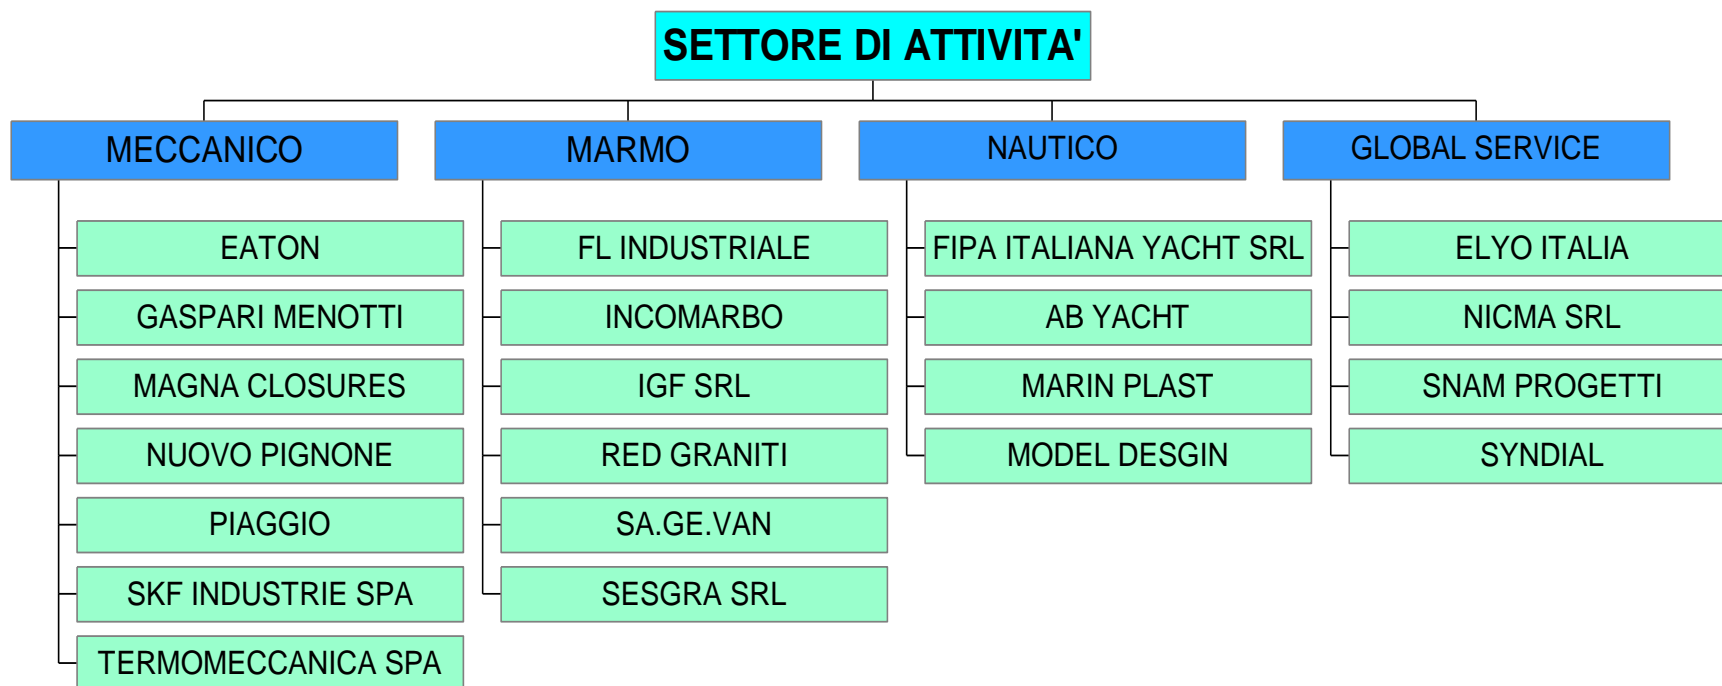 SETTORE DI ATTIVITA'
MECCANICO
EATON
GASPARI MENOTTI
MAGNA CLOSURES
NUOVO PIGNONE
PIAGGIO
SKF INDUSTRIE SPA
TERMOMECCANICA SPA
MARMO
FL INDUSTRIALE
INCOMARBO
IGF SRL
RED GRANITI
SA.GE.VAN
SESGRA SRL
NAUTICO
FIPA ITALIANA YACHT SRL
AB YACHT
MARIN PLAST
MODEL DESGIN
GLOBAL SERVICE
ELYO ITALIA
NICMA SRL
SNAM PROGETTI
SYNDIAL